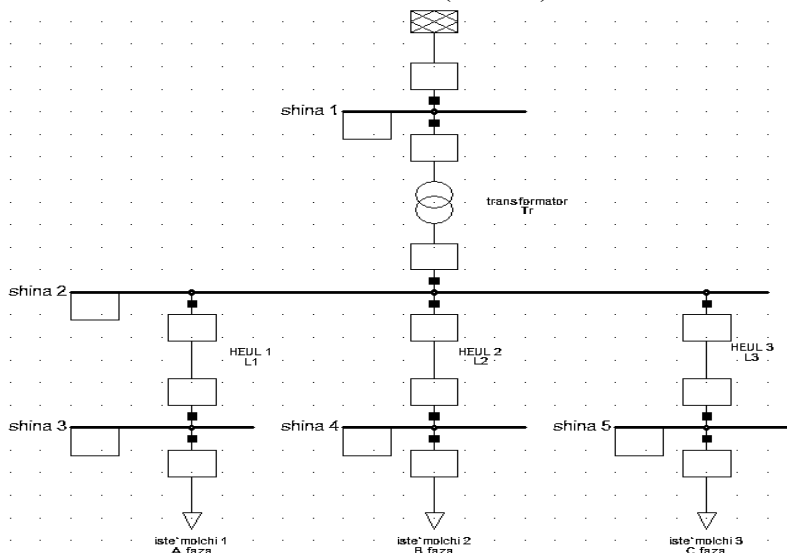 shina 1
transformator
Tr
shina 2
HEUL 1
L1
HEUL 2
L2
HEUL 3
L3
shina 3
shina 4
shina 5
iste`molchi 1
A faza
iste`molchi 2
B faza
iste`molchi 3
C faza